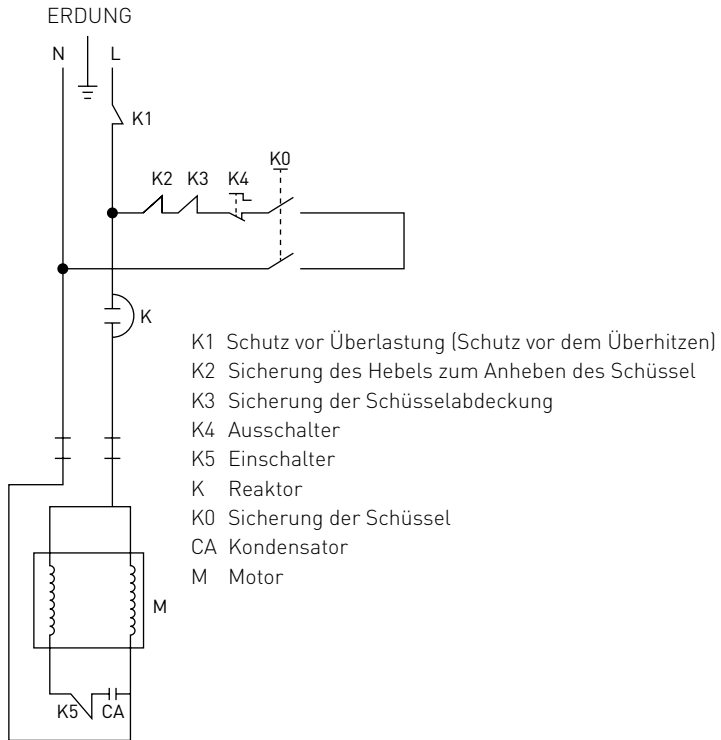 ERDUNG
N L
K1
K0
K2 K3 K4
K
K1 Schutz vor Überlastung (Schutz vor dem Überhitzen)
K2 Sicherung des Hebels zum Anheben des Schüssel
K3 Sicherung der Schüsselabdeckung
K4 Ausschalter
K5 Einschalter
K Reaktor
K0 Sicherung der Schüssel
CA Kondensator
M Motor
M
K5 CA